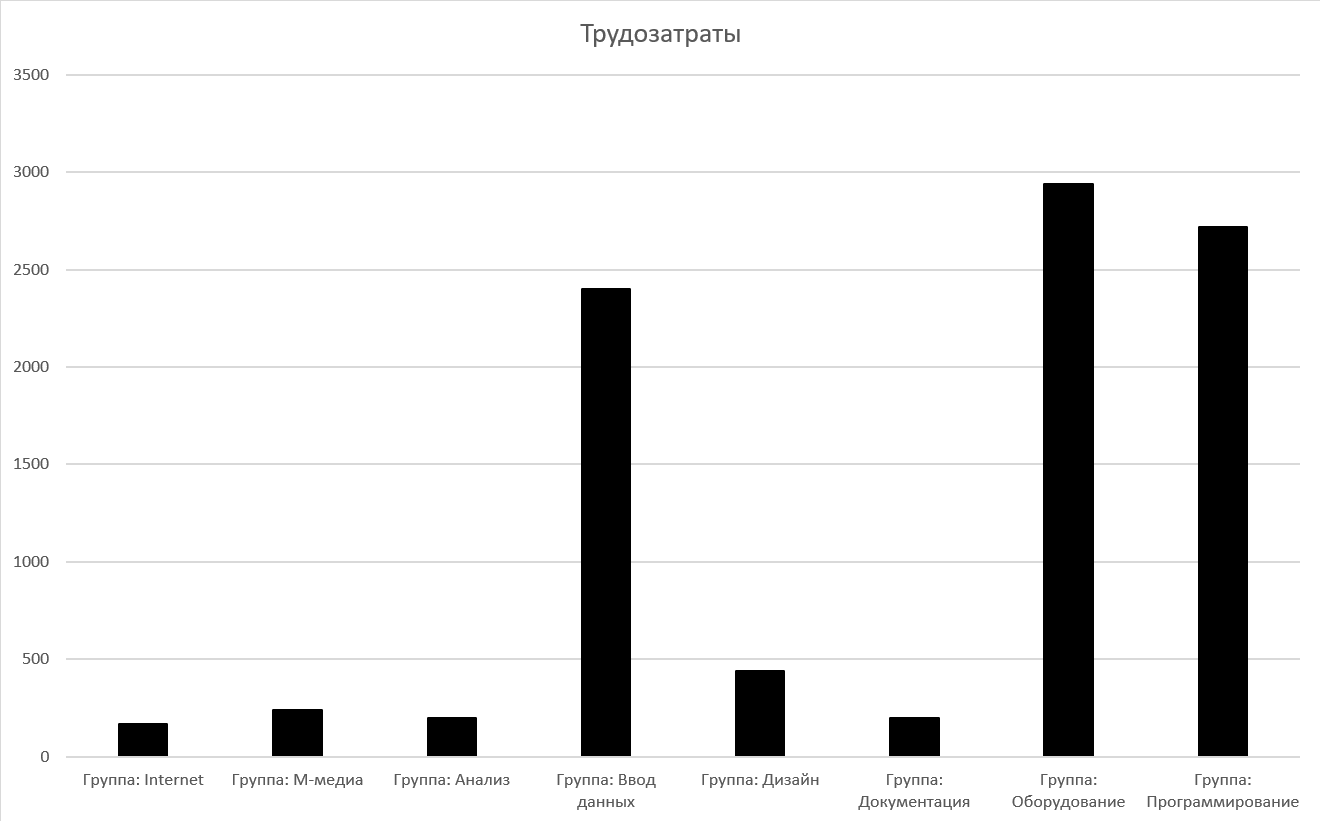 Трудозатраты
3500
3000
2500
2000
1500
1000
500
0
Группа: Internet
Группа: М-медиа
Группа: Анализ
Группа: Ввод
данных
Группа: Дизайн
Группа:
Документация
Группа:
Оборудование
Группа:
Программирование